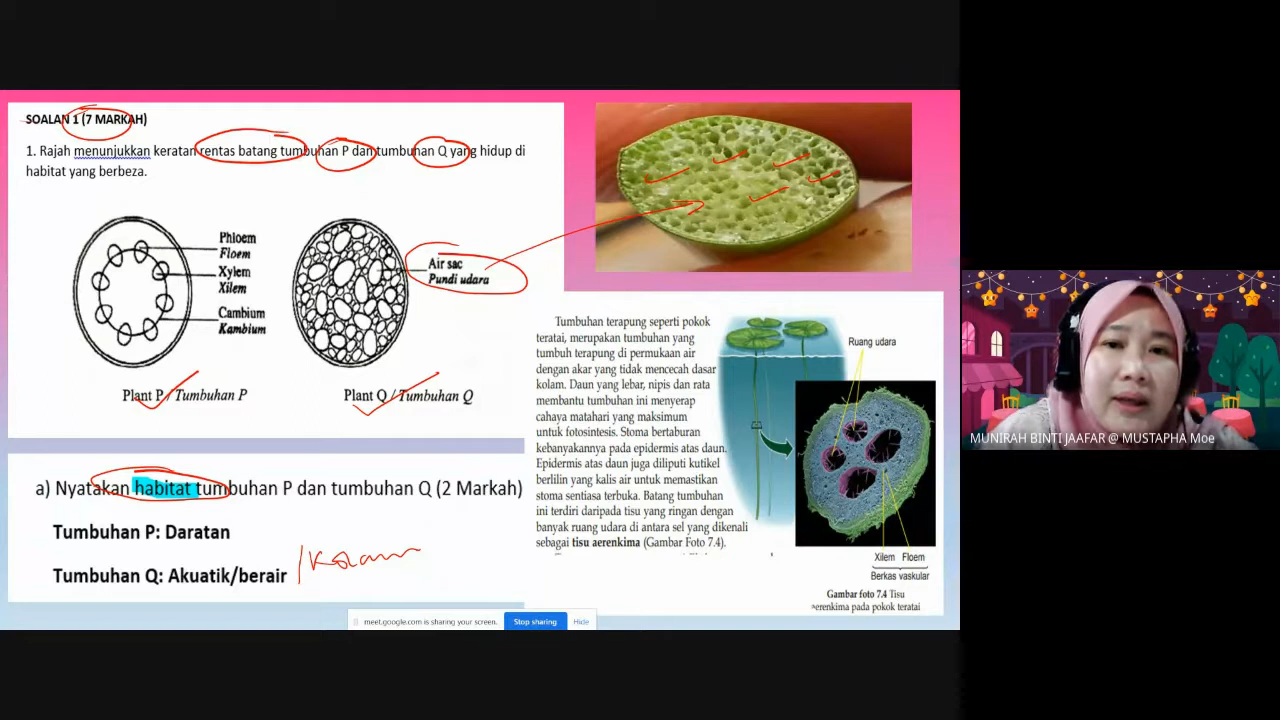 SOALAN 1 (7 MARKAH)
1. Rajah menunjukkan keratan rentas batang tumbuhan P dan tumbuhan Q yang hidup di
habitat yang berbeza.
Phloem
Floem
Xylem
Xilem
Cambium
Kambium
Air sac
Pundi udara
Plant P / Tumbuhan P
Plant Q / Tumbuhan Q
a) Nyatakan habitat tumbuhan P dan tumbuhan Q (2 Markah)
Tumbuhan P: Daratan
Tumbuhan Q: Akuatik/berair /Kolam
Tumbuhan terapung seperti pokok
teratai, merupakan tumbuhan yang
tumbuh terapung di permukaan air
dengan akar yang tidak mencecah dasar
kolam. Daun yang lebar, nipis dan rata
membantu tumbuhan ini menyerap
cahaya matahari yang maksimum
untuk fotosintesis. Stoma bertaburan
kebanyakannya pada epidermis atas daun.
Epidermis atas daun juga diliputi kutikel
berlilin yang kalis air untuk memastikan
stoma sentiasa terbuka. Batang tumbuhan
ini terdiri daripada tisu yang ringan dengan
banyak ruang udara di antara sel yang dikenali
sebagai tisu aerenkima (Gambar Foto 7.4).
Ruang udara
Xilem Floem
Berkas vaskular
Gambar foto 7.4 Tisu
aerenkima pada pokok teratai
meet.google.com is sharing your screen.
Stop sharing
Hide
MUNIRAH BINTI JAAFAR @ MUSTAPHA Moe